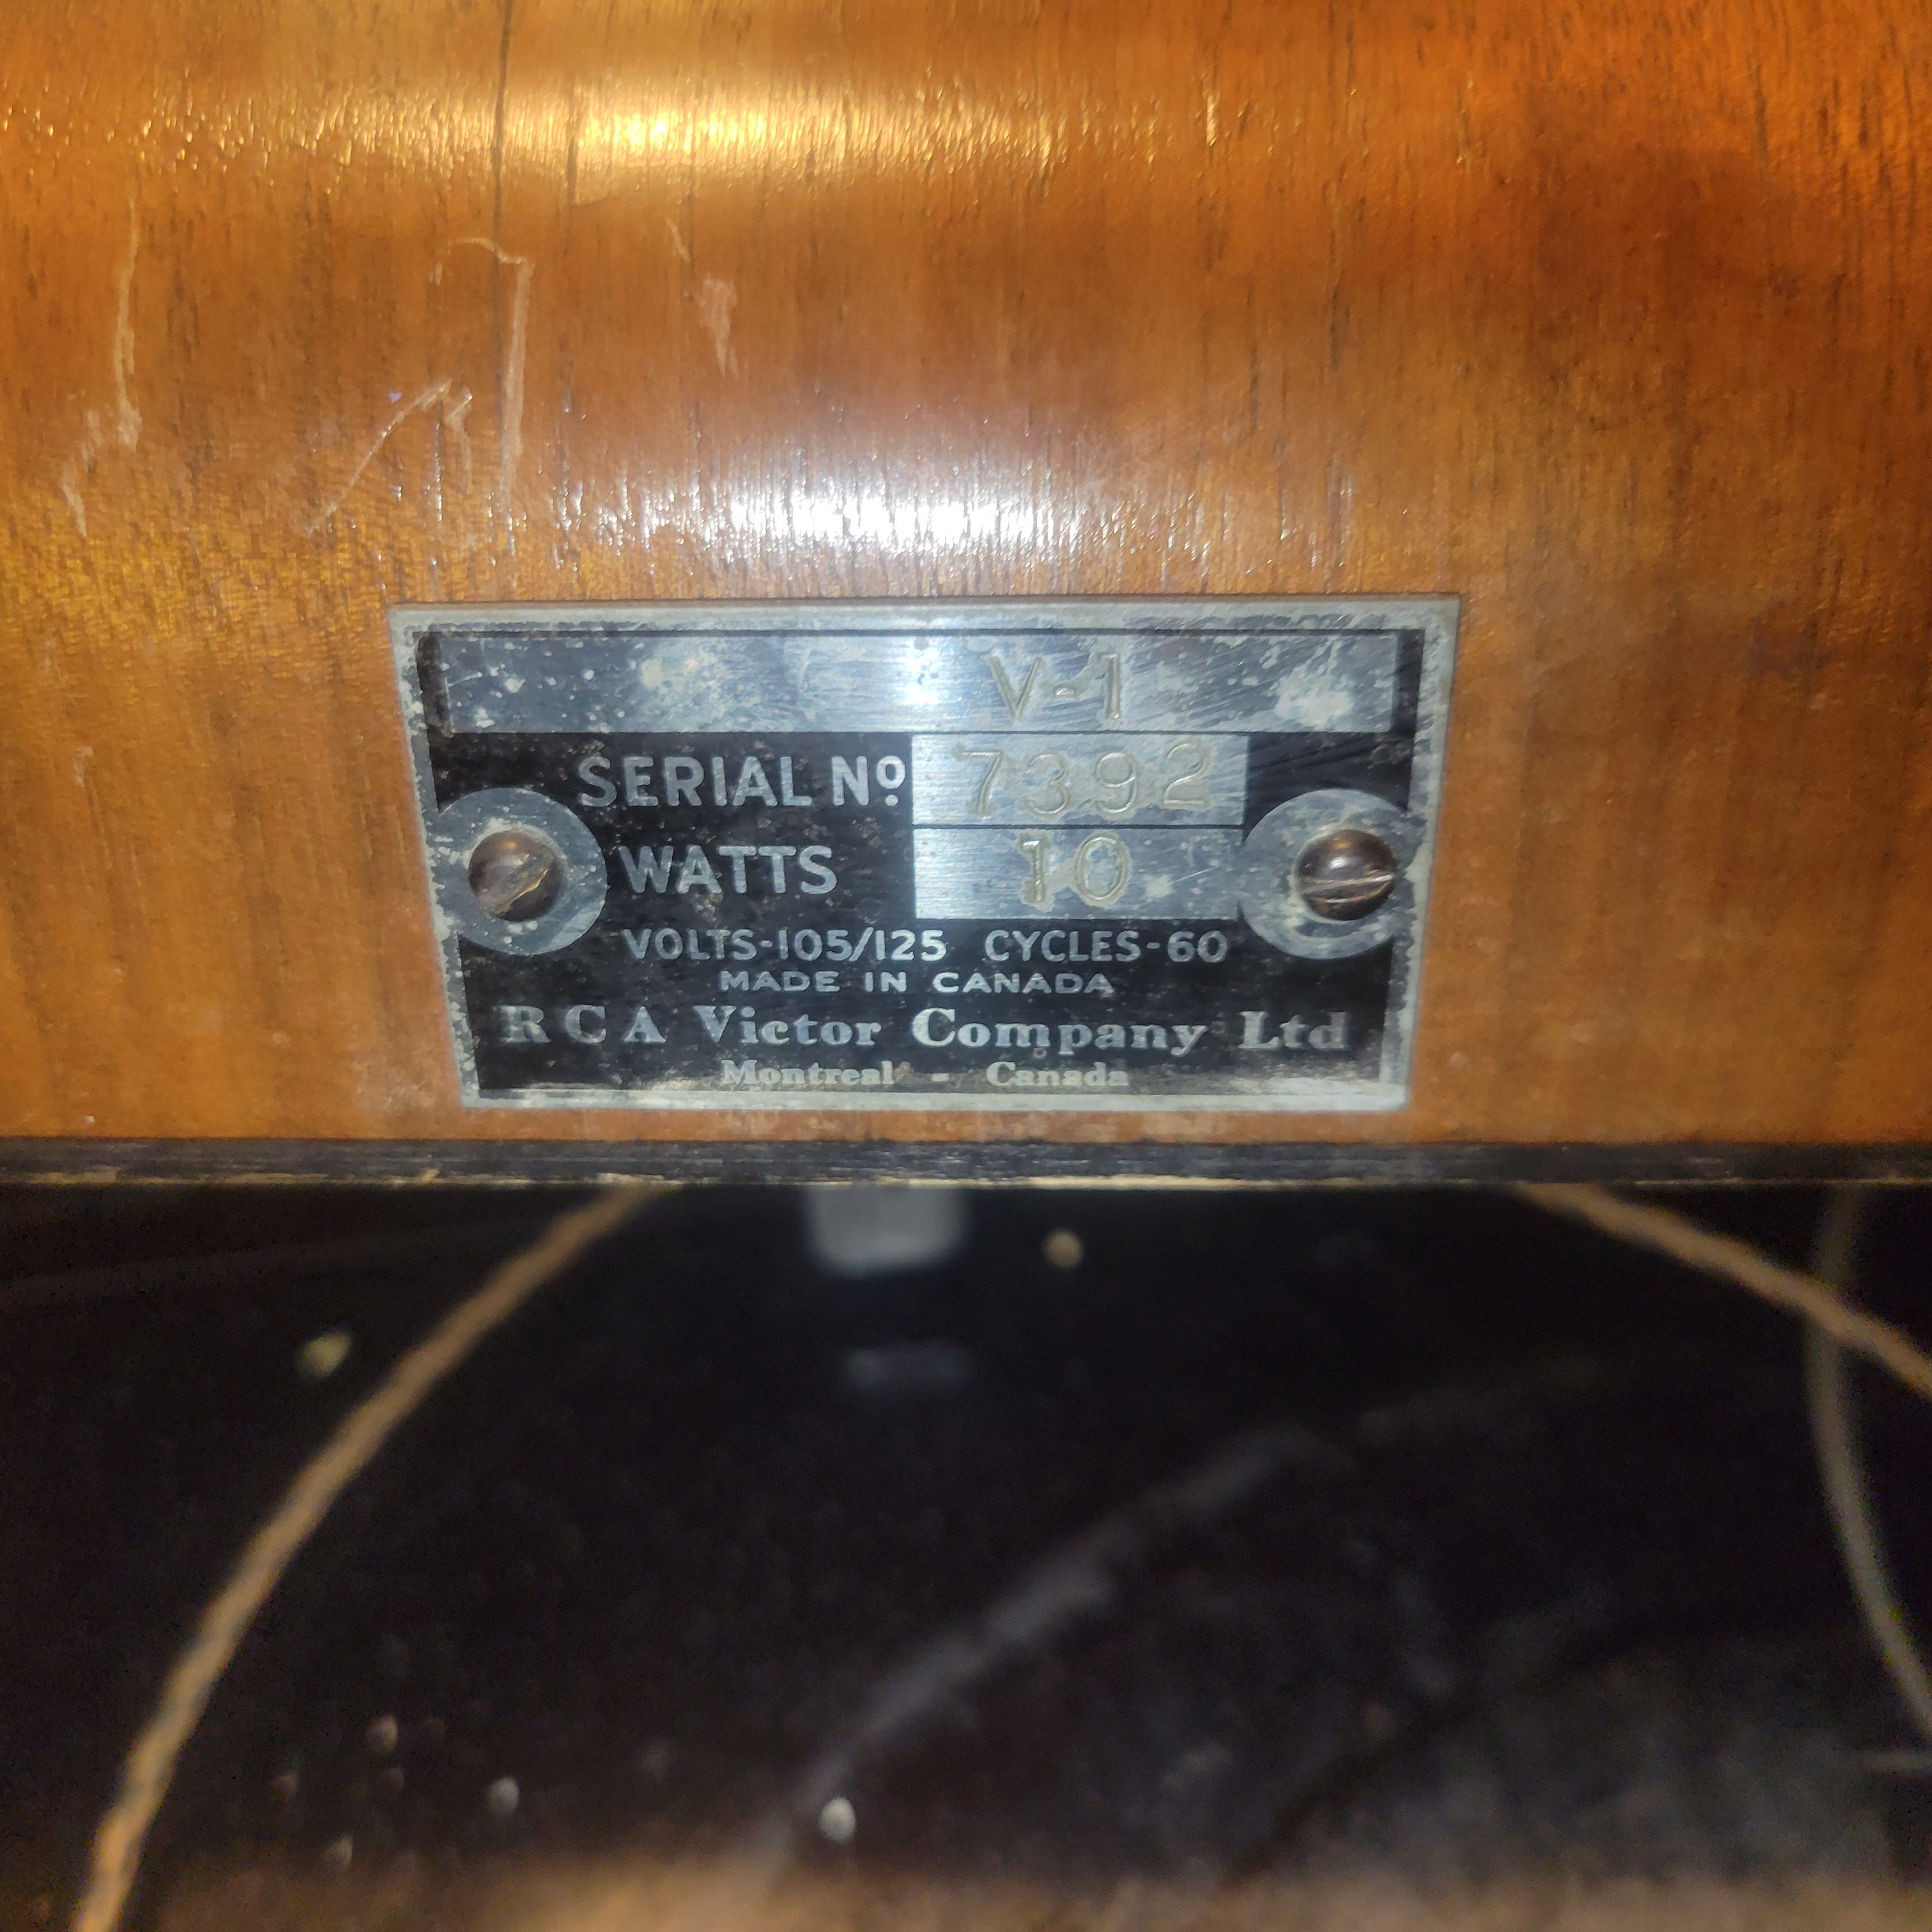 V-1
SERIAL Nº 7392
WATTS 10
VOLTS-105/125 CYCLES-60
MADE IN CANADA
RCA Victor Company Ltd
Montreal - Canada